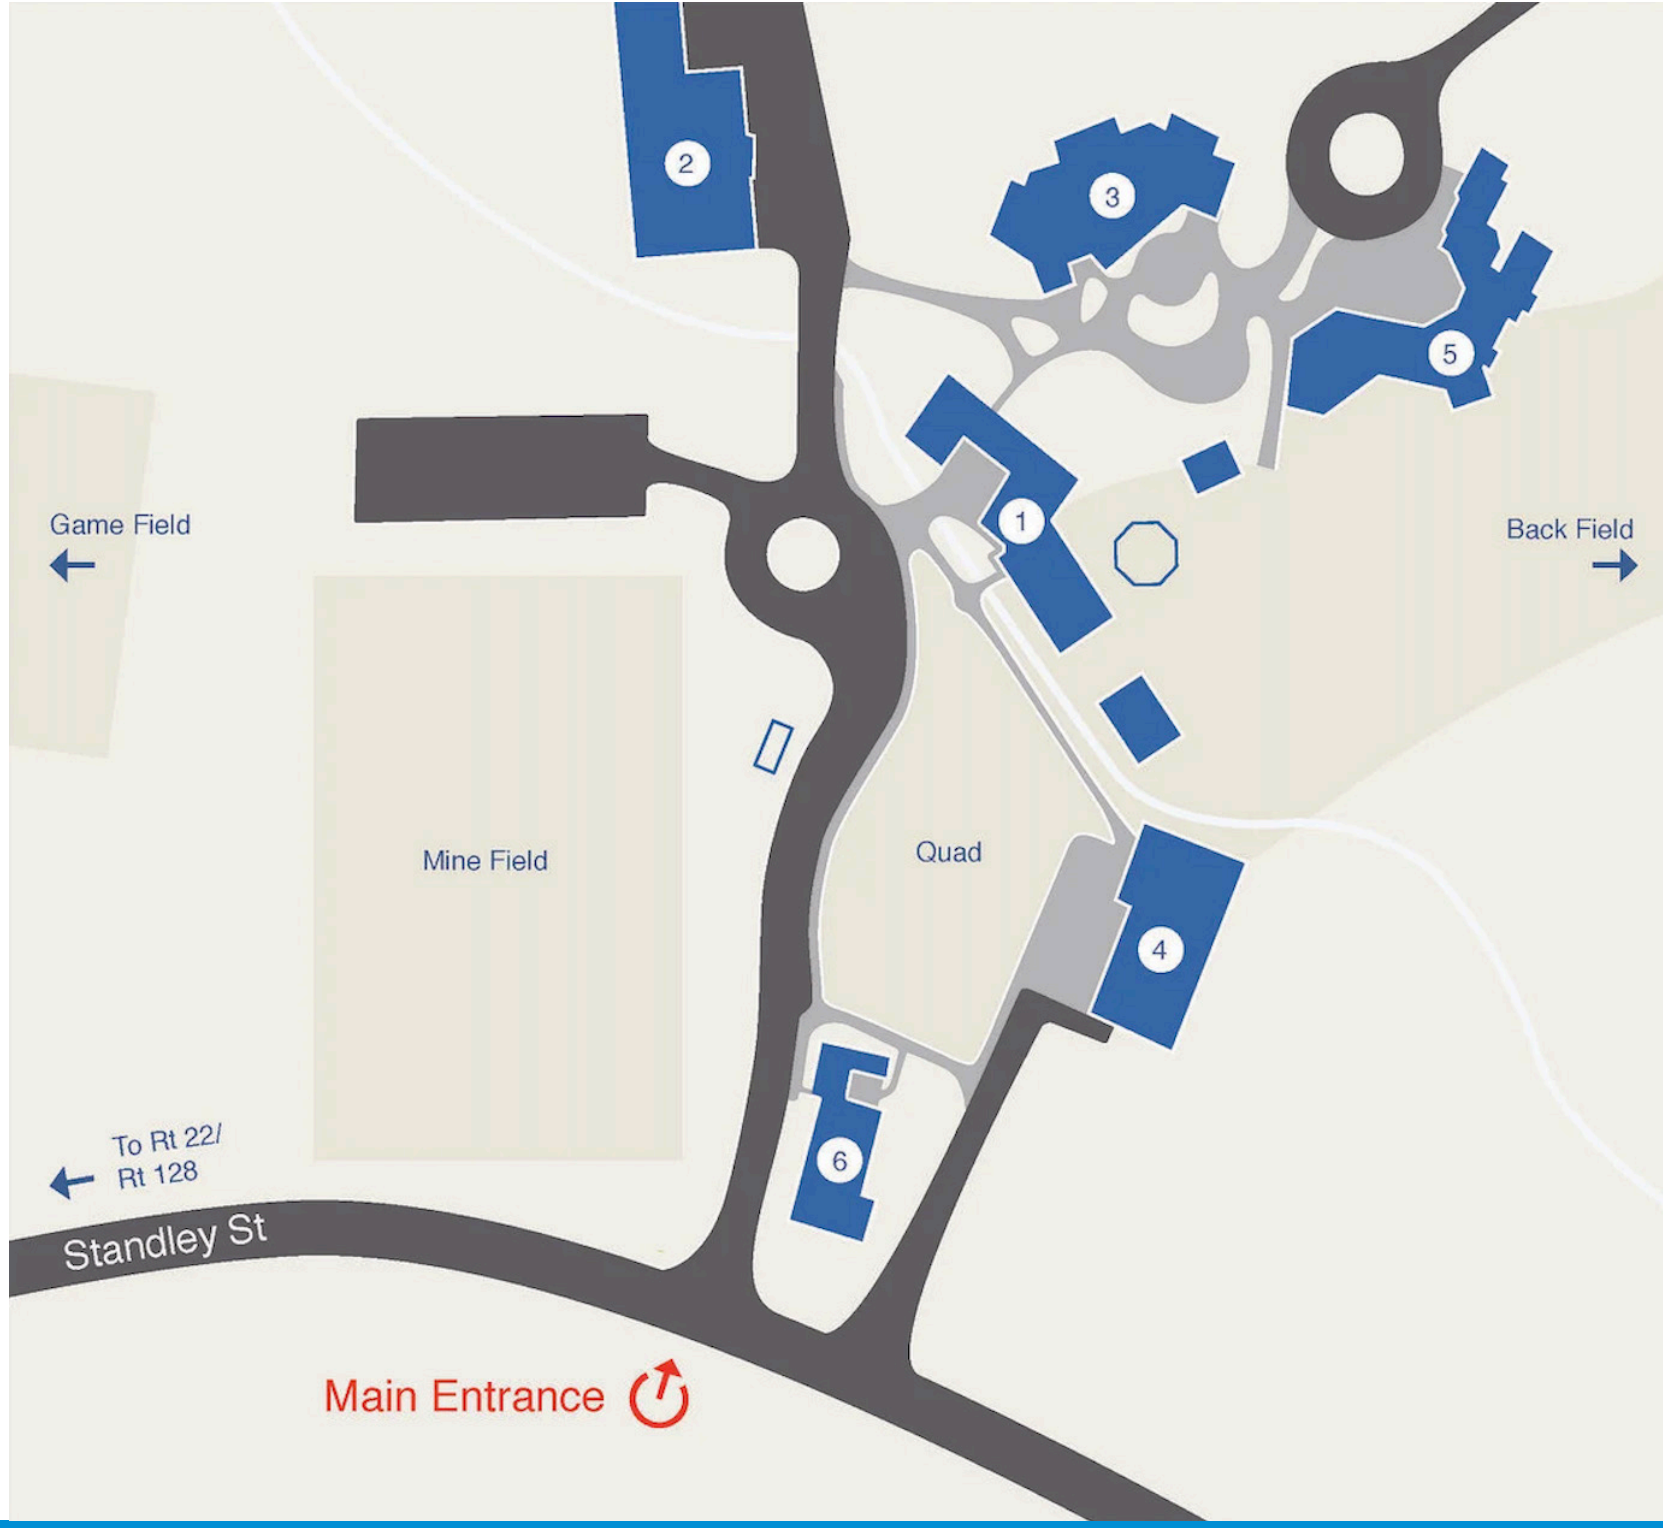 2
3
5
1
Game Field
Back Field
Mine Field
Quad
4
To Rt 22/
Rt 128
6
Standley St
Main Entrance